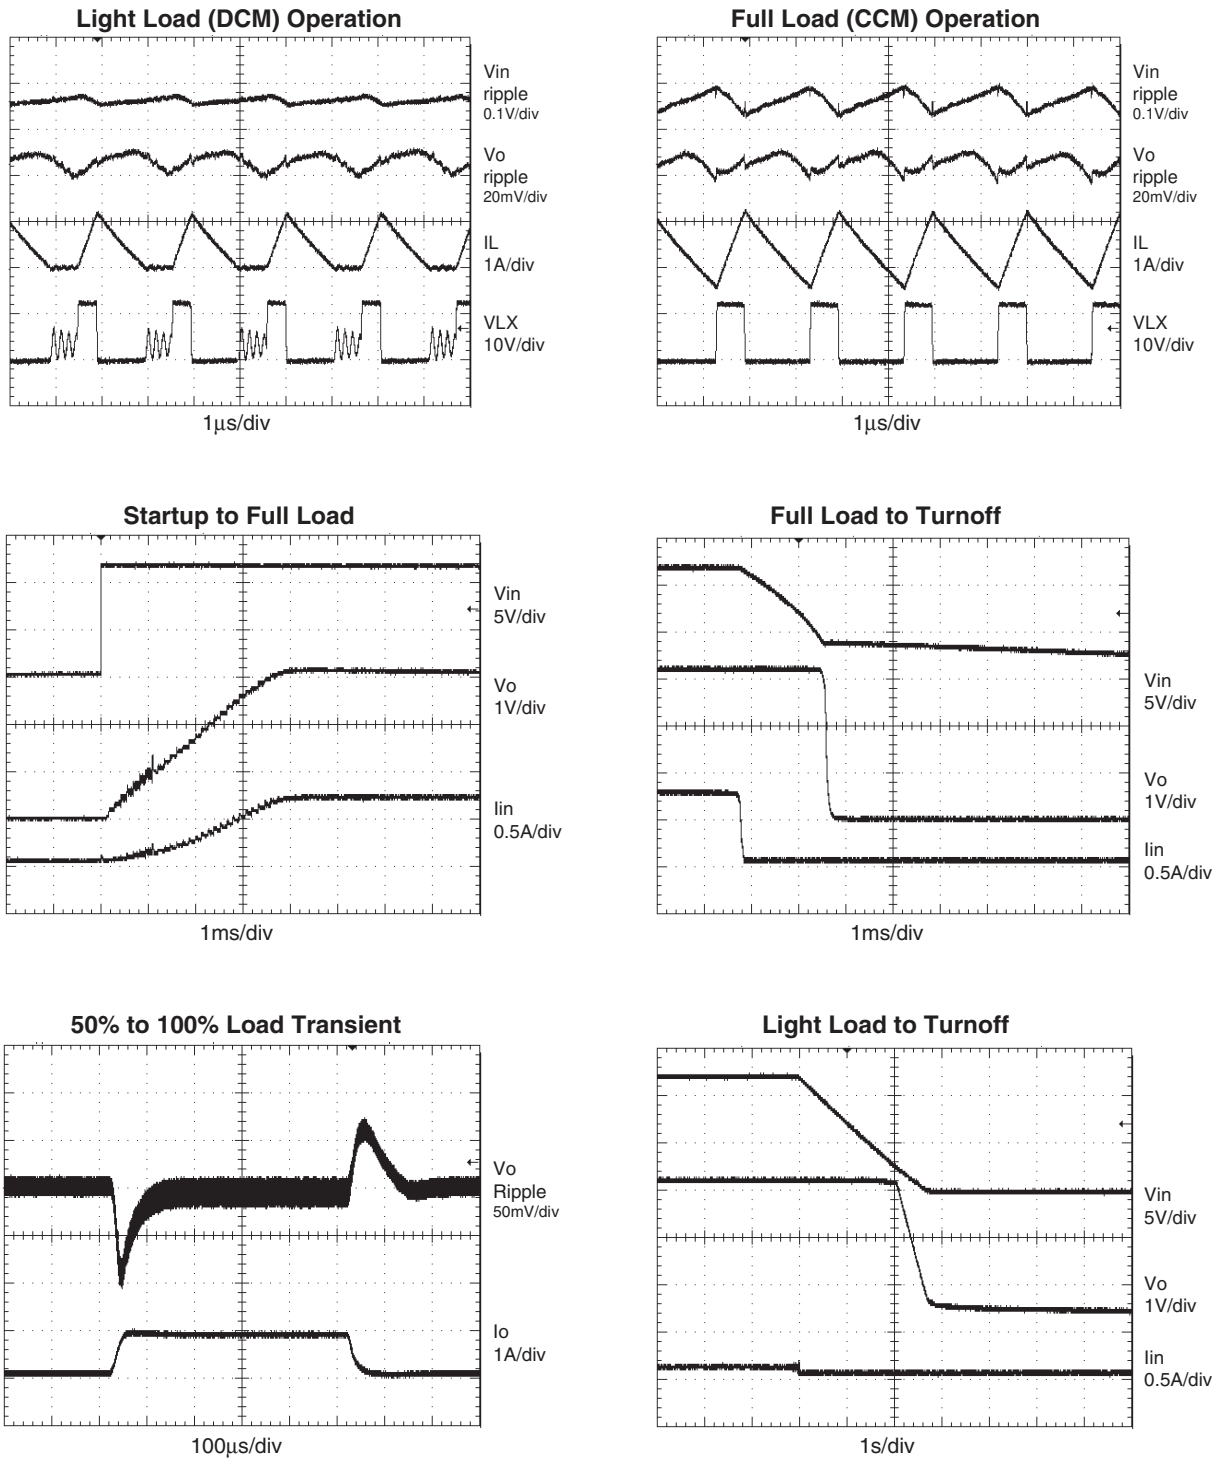 Light Load (DCM) Operation
Vin
ripple
0.1V/div
Vo
ripple
20mV/div
IL
1A/div
VLX
10V/div
1μs/div
Full Load (CCM) Operation
Vin
ripple
0.1V/div
Vo
ripple
20mV/div
IL
1A/div
VLX
10V/div
1μs/div
Startup to Full Load
Vin
5V/div
Vo
1V/div
Iin
0.5A/div
1ms/div
Full Load to Turnoff
Vin
5V/div
Vo
1V/div
Iin
0.5A/div
1ms/div
50% to 100% Load Transient
Vo
Ripple
50mV/div
Io
1A/div
100μs/div
Light Load to Turnoff
Vin
5V/div
Vo
1V/div
Iin
0.5A/div
1s/div